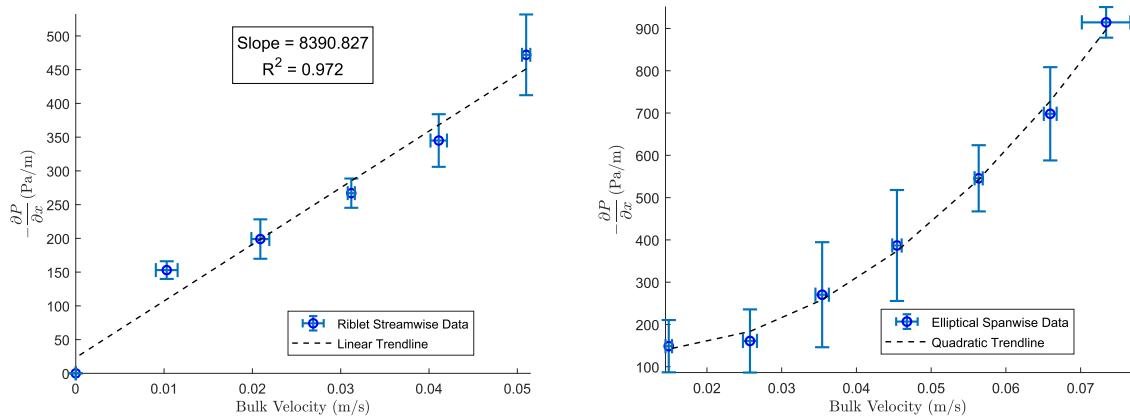 Slope = 8390.827
R² = 0.972
500
450
400
350
300
250
200
150
100
50
0
−∂P/∂x (Pa/m)
Riblet Streamwise Data
Linear Trendline
0 0.01 0.02 0.03 0.04 0.05
Bulk Velocity (m/s)
900
800
700
600
500
400
300
200
100
−∂P/∂x (Pa/m)
Elliptical Spanwise Data
Quadratic Trendline
0.02 0.03 0.04 0.05 0.06 0.07
Bulk Velocity (m/s)